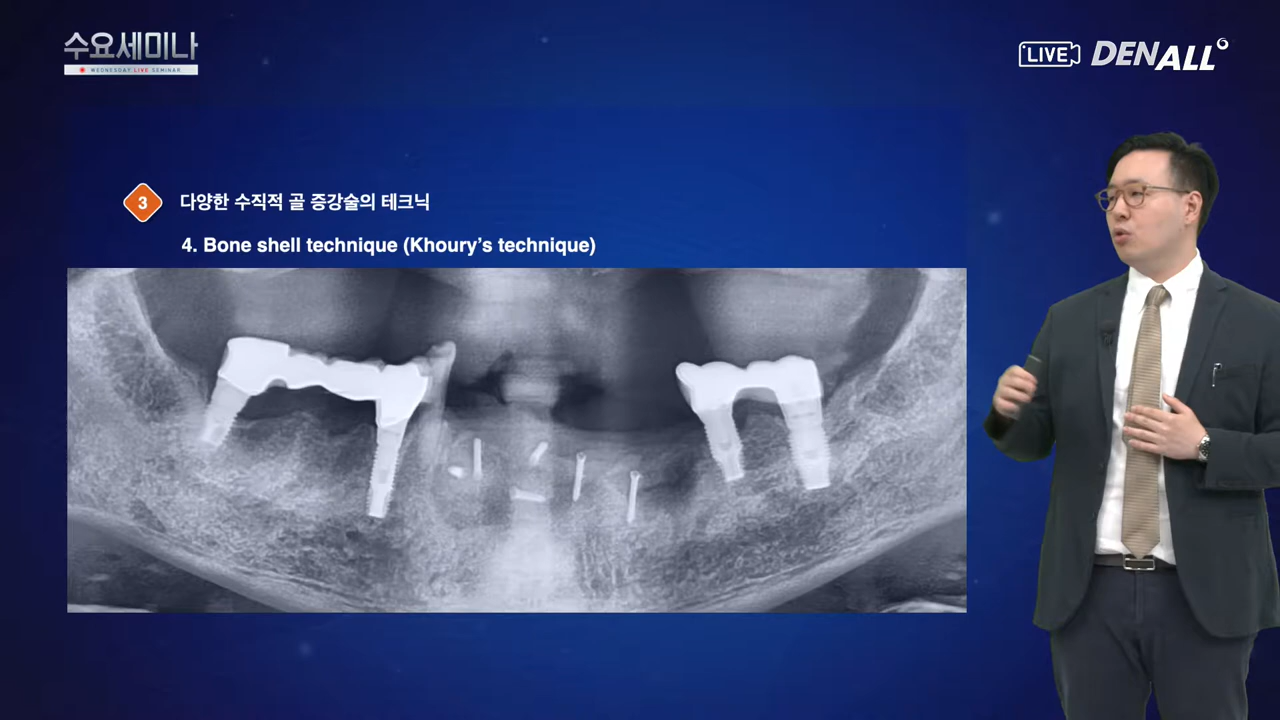 수요세미나
WEDNESDAY LIVE SEMINAR
LIVE
DENALL
3 다양한 수직적 골 증강술의 테크닉
4. Bone shell technique (Khoury's technique)